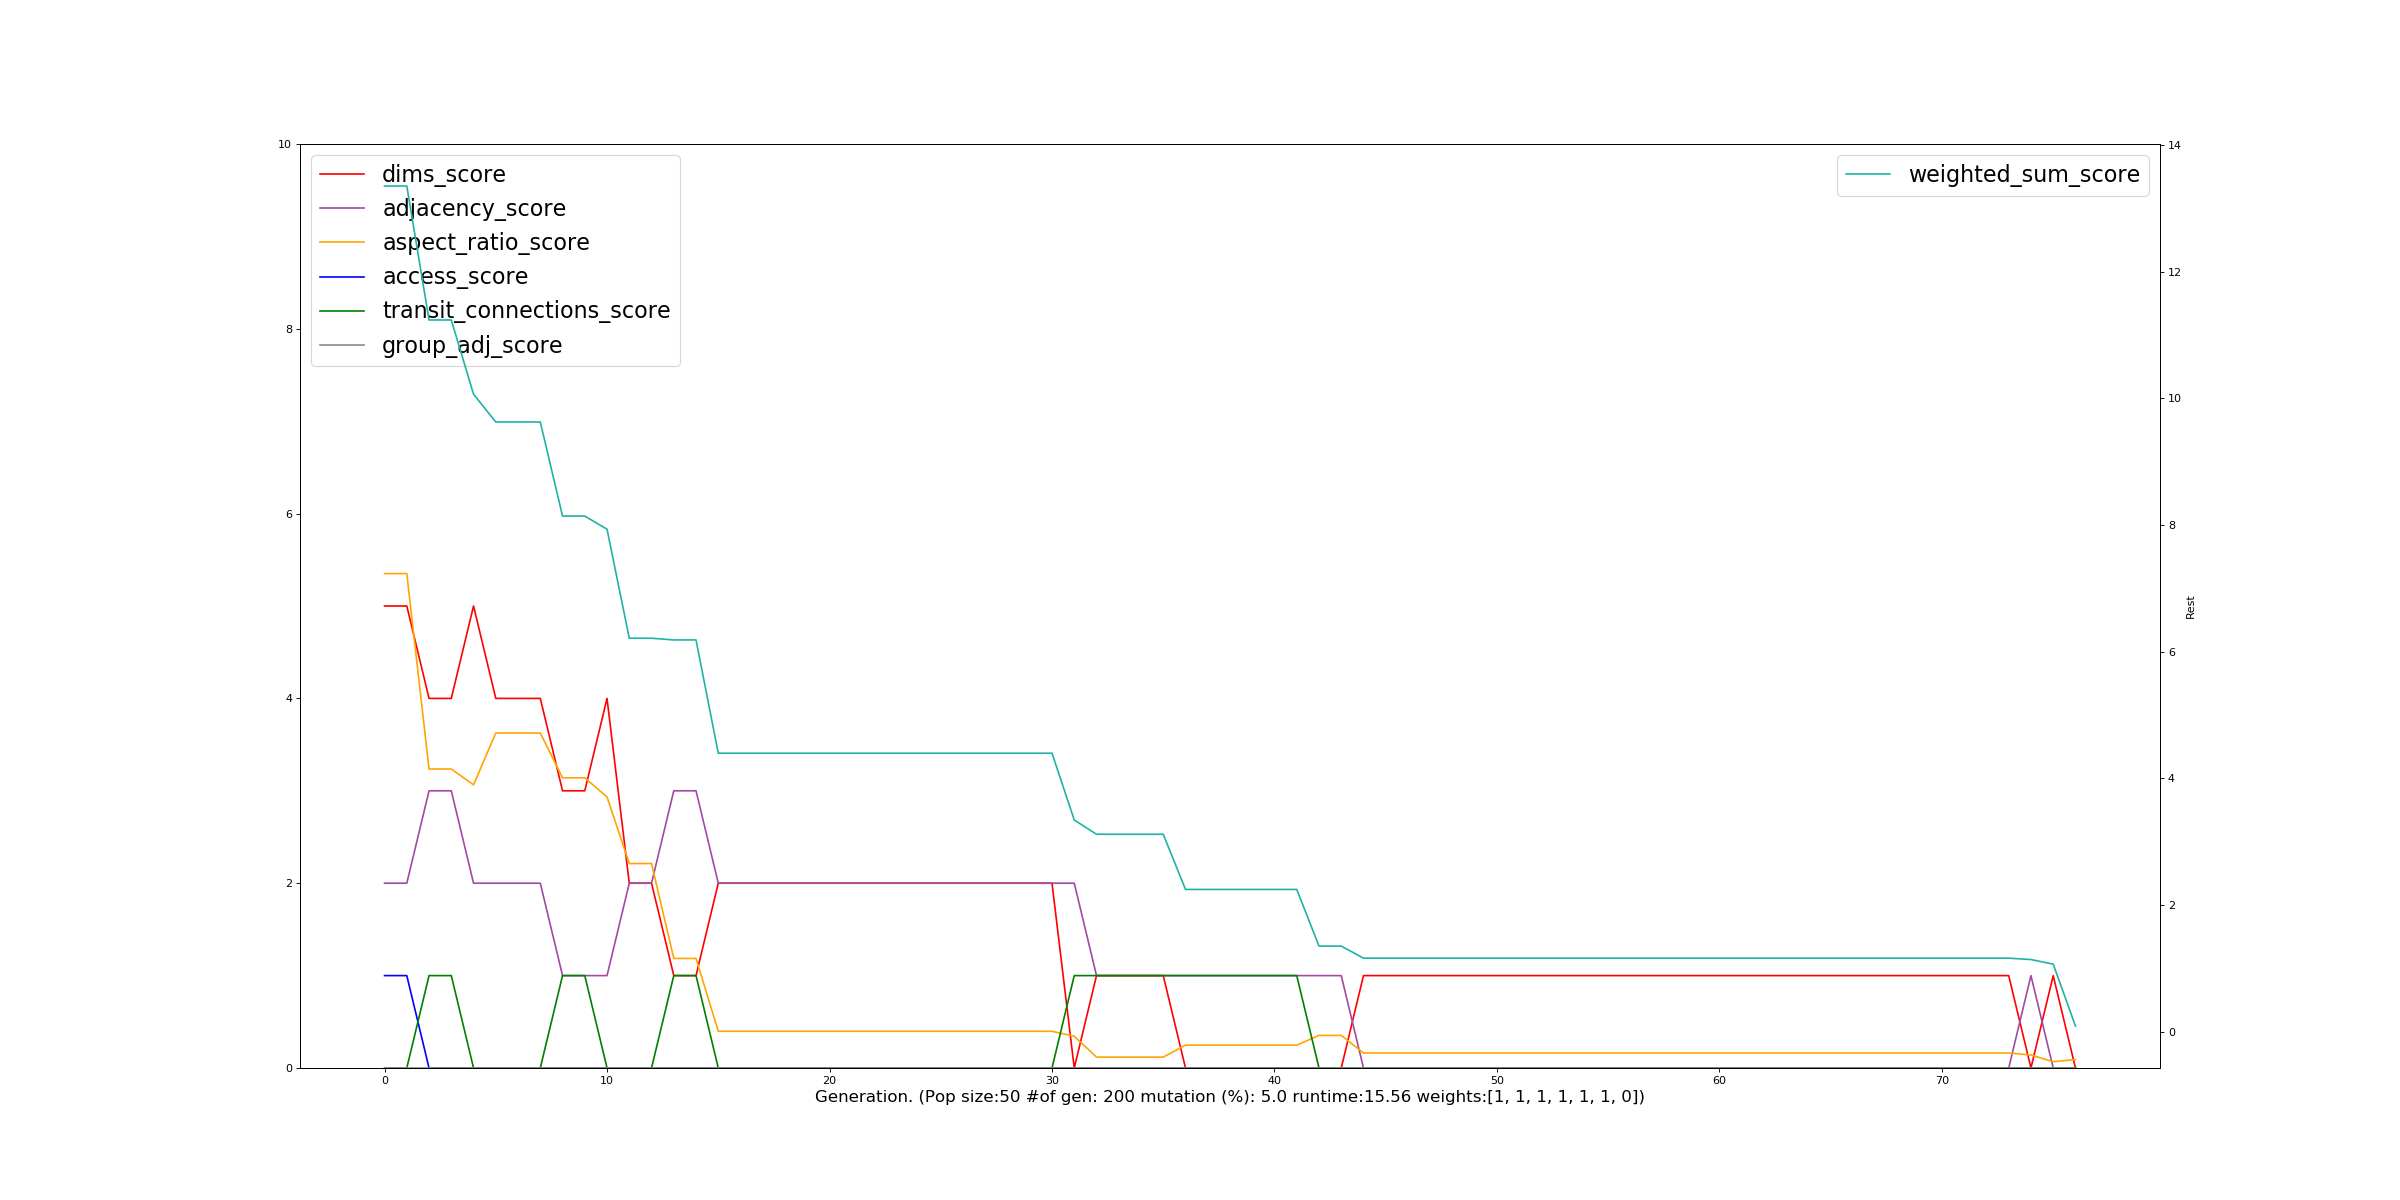 10
8
6
4
2
0
dims_score
adjacency_score
aspect_ratio_score
access_score
transit_connections_score
group_adj_score
weighted_sum_score
14
12
10
8
6
4
2
0
Rest
0 10 20 30 40 50 60 70
Generation. (Pop size:50 #of gen: 200 mutation (%): 5.0 runtime:15.56 weights:[1, 1, 1, 1, 1, 1, 0])